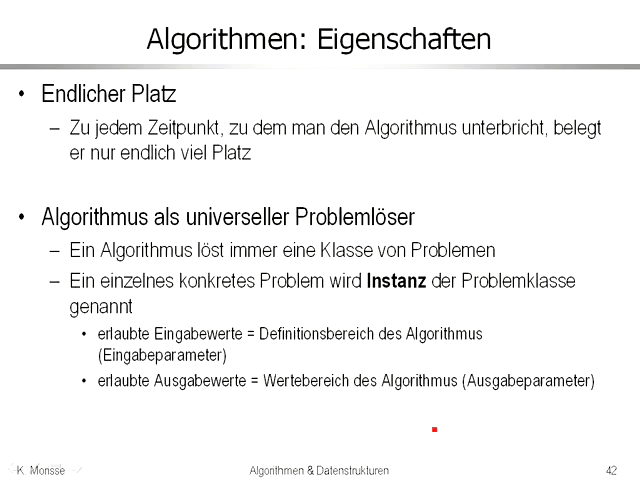 Algorithmen: Eigenschaften
• Endlicher Platz
– Zu jedem Zeitpunkt, zu dem man den Algorithmus unterbricht, belegt
er nur endlich viel Platz
• Algorithmus als universeller Problemlöser
– Ein Algorithmus löst immer eine Klasse von Problemen
– Ein einzelnes konkretes Problem wird Instanz der Problemklasse
genannt
• erlaubte Eingabewerte = Definitionsbereich des Algorithmus
(Eingabeparameter)
• erlaubte Ausgabewerte = Wertebereich des Algorithmus (Ausgabeparameter)
K. Morisse Algorithmen & Datenstrukturen 42